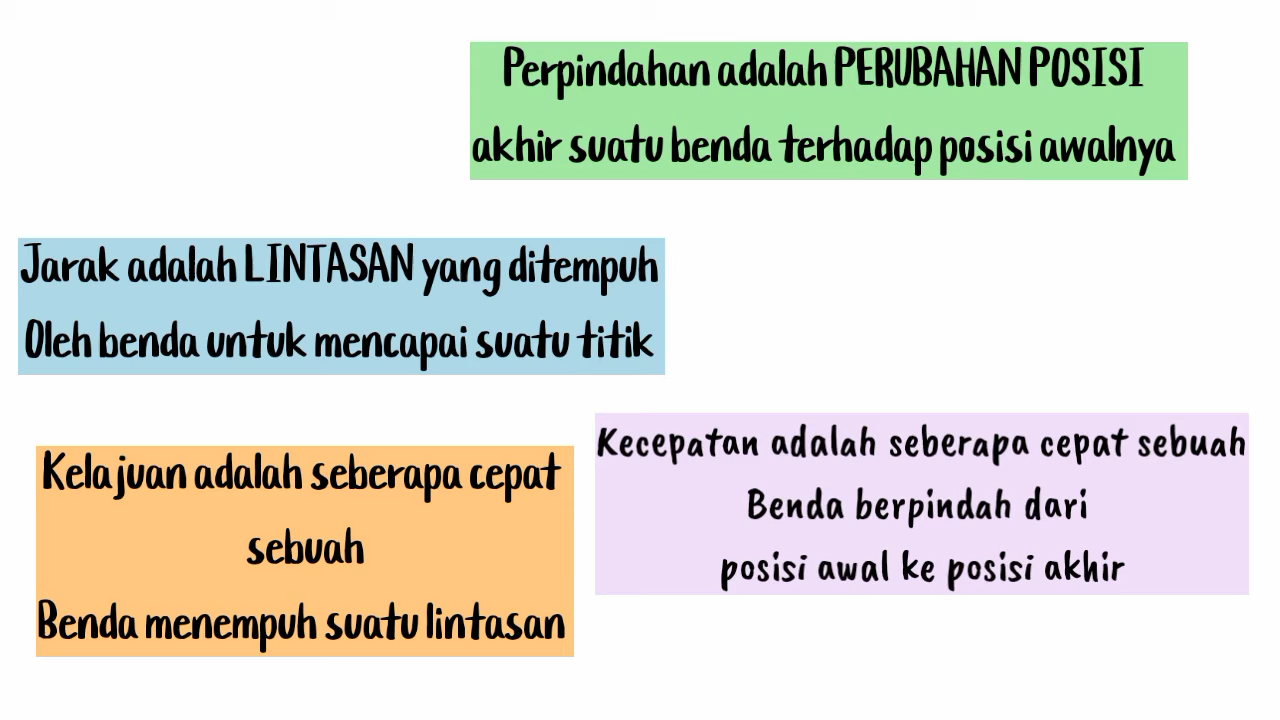 Perpindahan adalah PERUBAHAN POSISI
akhir suatu benda terhadap posisi awalnya
Jarak adalah LINTASAN yang ditempuh
Oleh benda untuk mencapai suatu titik
Kelajuan adalah seberapa cepat
sebuah
Benda menempuh suatu lintasan
Kecepatan adalah seberapa cepat sebuah
Benda berpindah dari
posisi awal ke posisi akhir